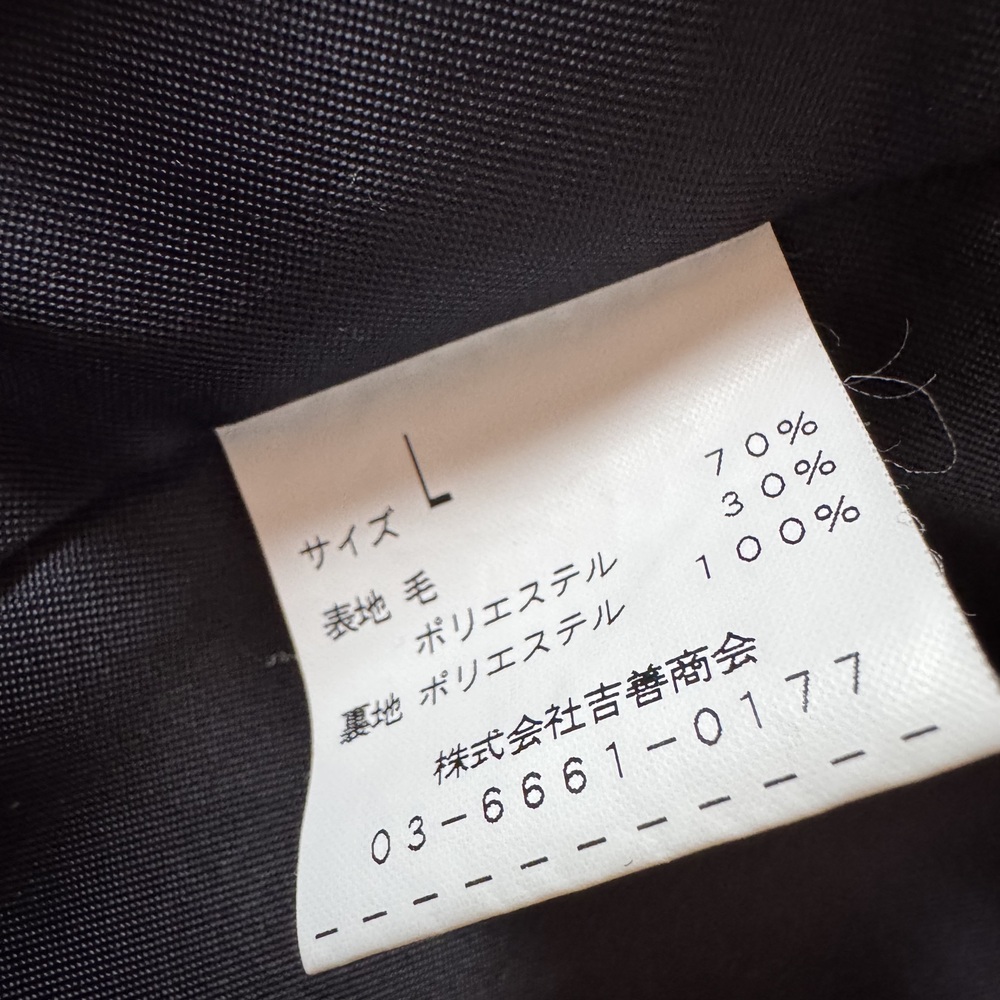 サイズ L
表地 毛 70%
ポリエステル 30%
裏地 ポリエステル 100%
株式会社吉善商会
03-6661-0177